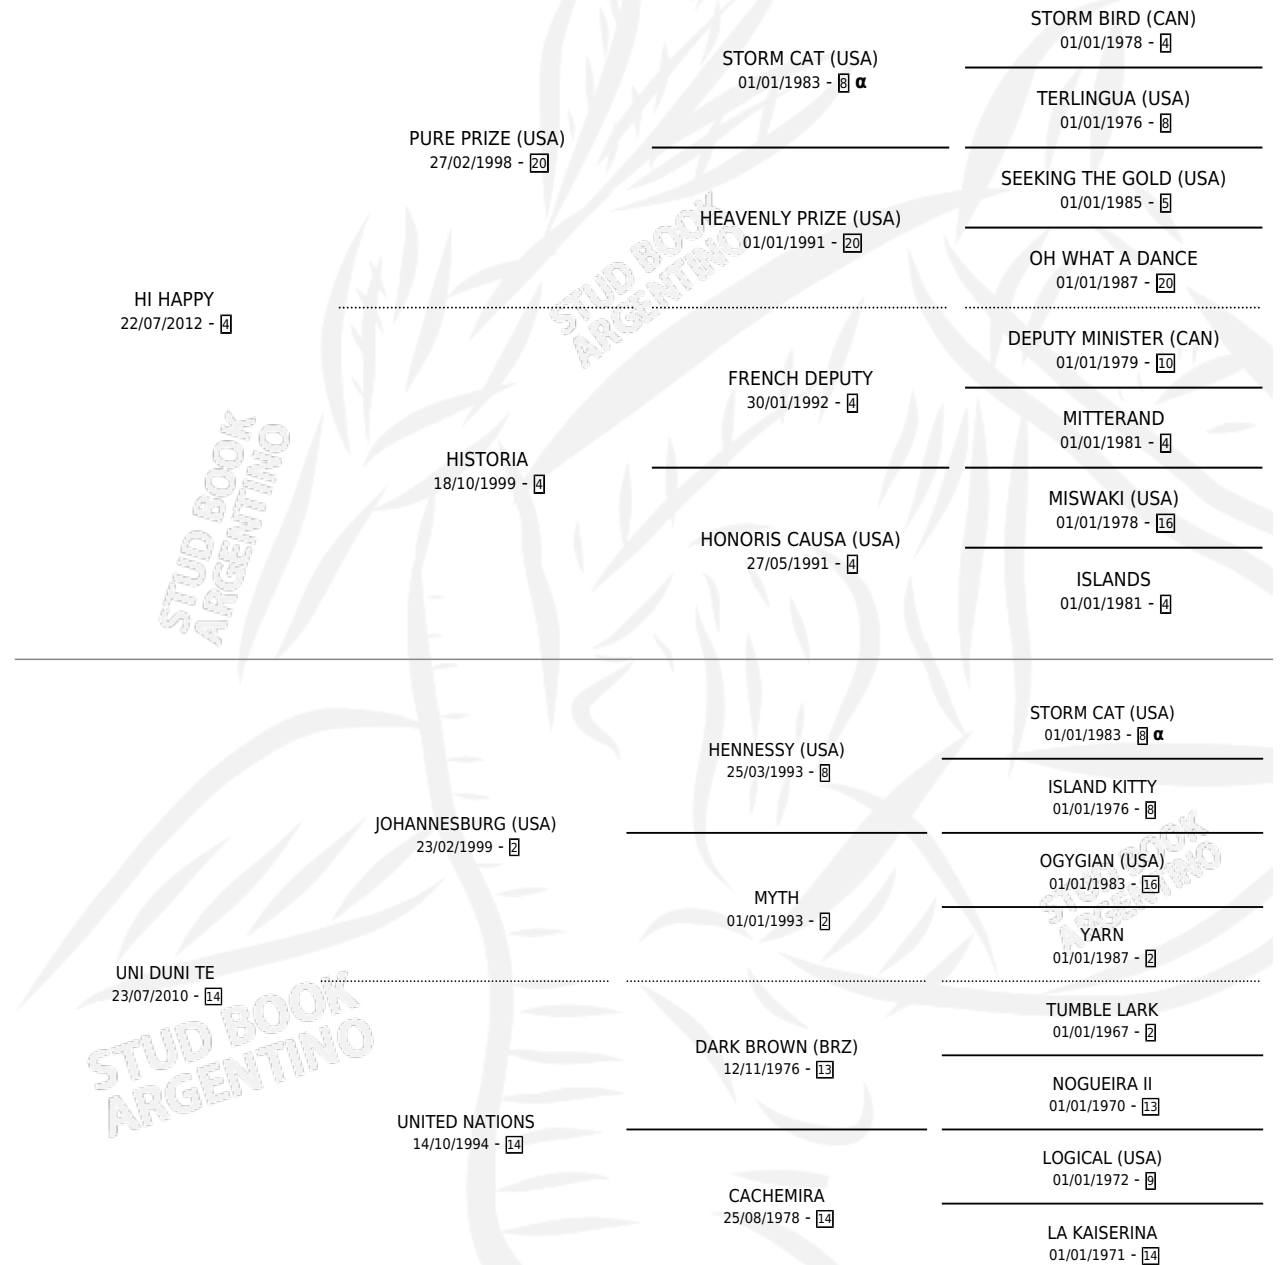 STORM BIRD (CAN)
01/01/1978 - 4
STORM CAT (USA)
01/01/1983 - 8 α
TERLINGUA (USA)
01/01/1976 - 8
PURE PRIZE (USA)
27/02/1998 - 20
SEEKING THE GOLD (USA)
01/01/1985 - 5
HEAVENLY PRIZE (USA)
01/01/1991 - 20
OH WHAT A DANCE
01/01/1987 - 20
HI HAPPY
22/07/2012 - 4
DEPUTY MINISTER (CAN)
01/01/1979 - 10
FRENCH DEPUTY
30/01/1992 - 4
MITTERAND
01/01/1981 - 4
HISTORIA
18/10/1999 - 4
MISWAKI (USA)
01/01/1978 - 16
HONORIS CAUSA (USA)
27/05/1991 - 4
ISLANDS
01/01/1981 - 4
STUD BOOK
ARGENTINO
STUD BOOK
ARGENTINO
STORM CAT (USA)
01/01/1983 - 8 α
HENNESSY (USA)
25/03/1993 - 8
ISLAND KITTY
01/01/1976 - 8
JOHANNESBURG (USA)
23/02/1999 - 2
OGYGIAN (USA)
01/01/1983 - 16
MYTH
01/01/1993 - 2
YARN
01/01/1987 - 2
UNI DUNI TE
23/07/2010 - 14
TUMBLE LARK
01/01/1967 - 2
DARK BROWN (BRZ)
12/11/1976 - 13
NOGUEIRA II
01/01/1970 - 13
UNITED NATIONS
14/10/1994 - 14
LOGICAL (USA)
01/01/1972 - 9
CACHEMIRA
25/08/1978 - 14
LA KAISERINA
01/01/1971 - 14
STUD BOOK
ARGENTINO
STUD BOOK
ARGENTINO